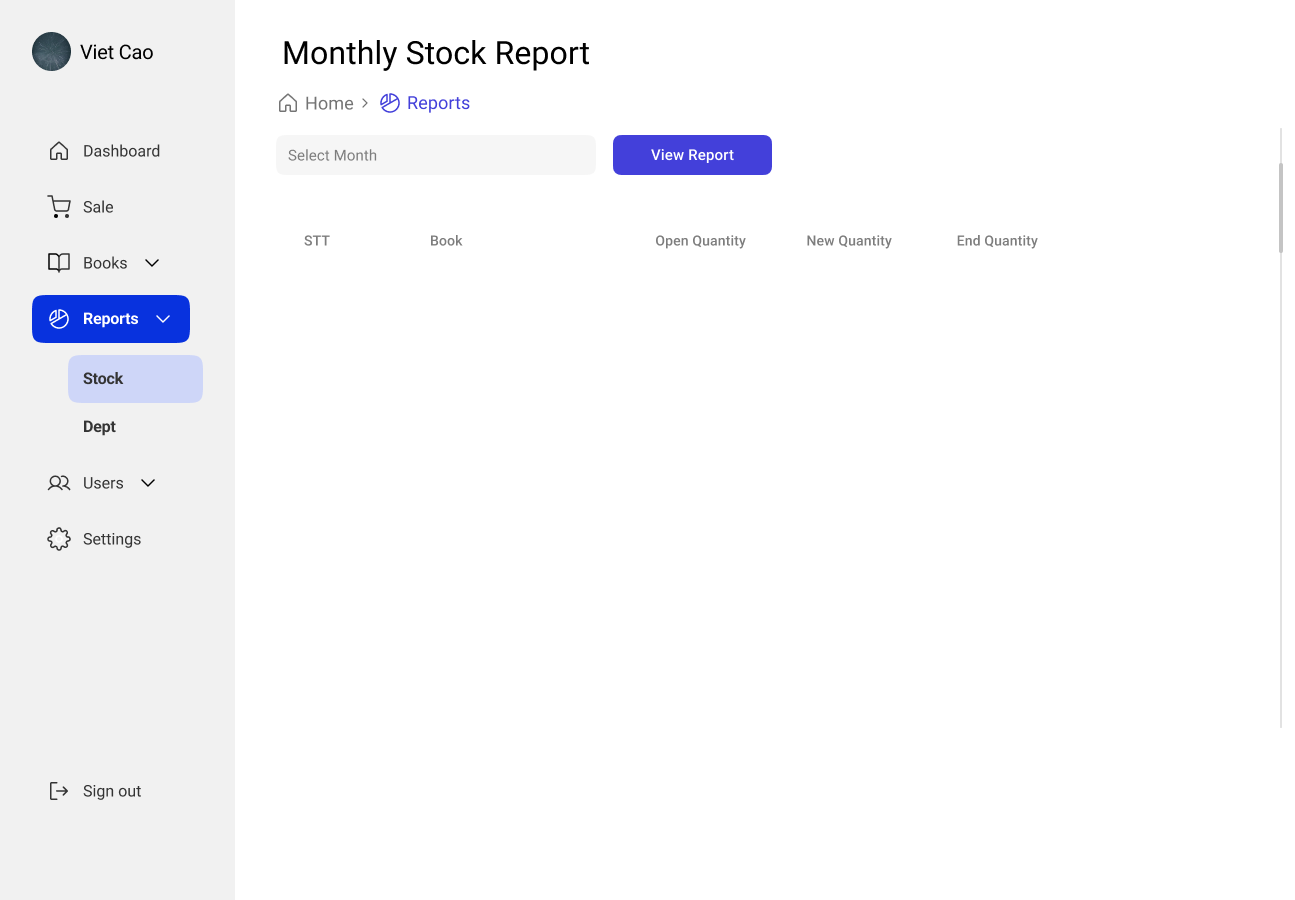 Viet Cao
Dashboard
Sale
Books
Reports
Stock
Dept
Users
Settings
Sign out
Monthly Stock Report
Home > Reports
Select Month
View Report
STT Book Open Quantity New Quantity End Quantity